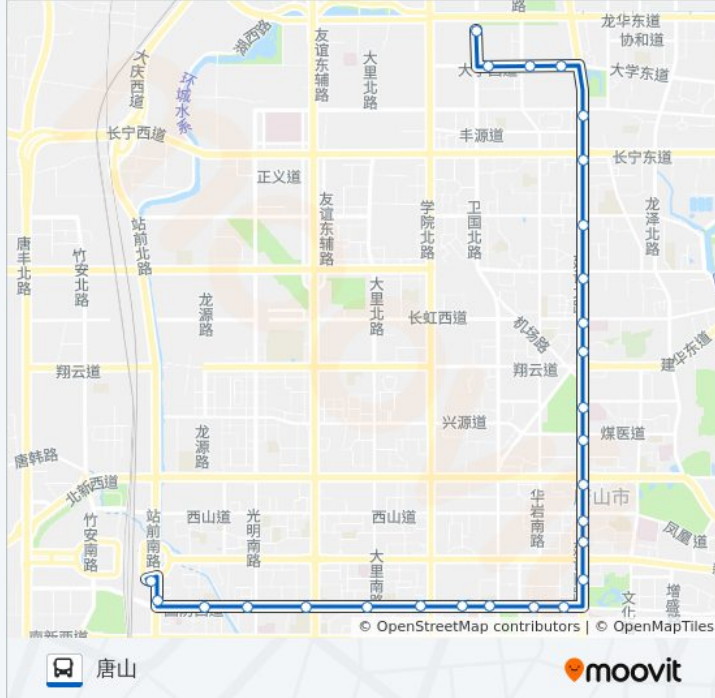 路
龙华东道
协和道
湖西路
友谊东辅路
大里北路
大庆西道
环城水系
大学东道
长宁西道
丰源道
长宁东道
正义道
友谊东辅路
学院北路
卫国北路
龙泽北路
站前北路
唐丰北路
竹安北路
龙源路
大里北路
长虹西道
机场路
建华东道
翔云道
翔云道
兴源道
龙源路
煤医道
唐韩路
北新西道
华岩南路
唐山市
西山道
西山道
站前南路
光明南路
竹安南路
凤凰道
大里南路
文化
增盛
南新西道
© OpenStreetMap contributors | © OpenMapTiles
唐山
moovit